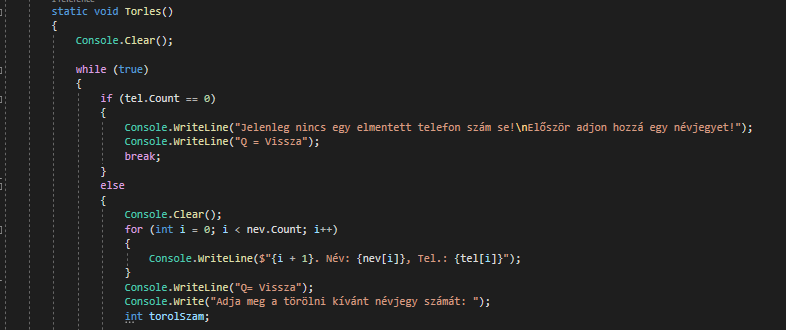 static void Torles()
{
Console.Clear();
while (true)
{
if (tel.Count == 0)
{
Console.WriteLine("Jelenleg nincs egy elmentett telefon szám se!\nElőször adjon hozzá egy névjegyet!");
Console.WriteLine("Q = Vissza");
break;
}
else
{
Console.Clear();
for (int i = 0; i < nev.Count; i++)
{
Console.WriteLine($"{i + 1}. Név: {nev[i]}, Tel.: {tel[i]}");
}
Console.WriteLine("Q= Vissza");
Console.Write("Adja meg a törölni kívánt névjegy számát: ");
int torolSzam;